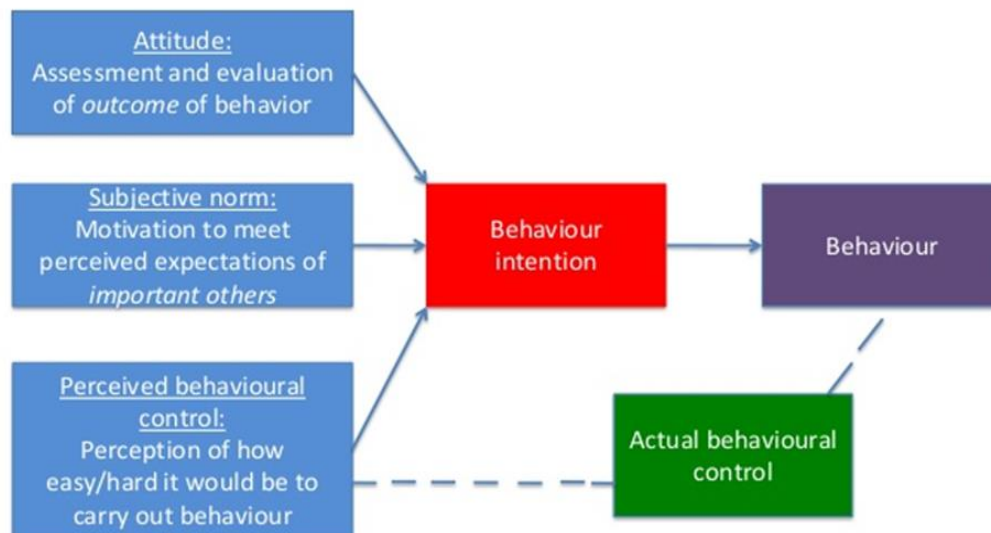 Attitude:
Assessment and evaluation
of outcome of behavior
Subjective norm:
Motivation to meet
perceived expectations of
important others
Perceived behavioural
control:
Perception of how
easy/hard it would be to
carry out behaviour
Behaviour
intention
Behaviour
Actual behavioural
control